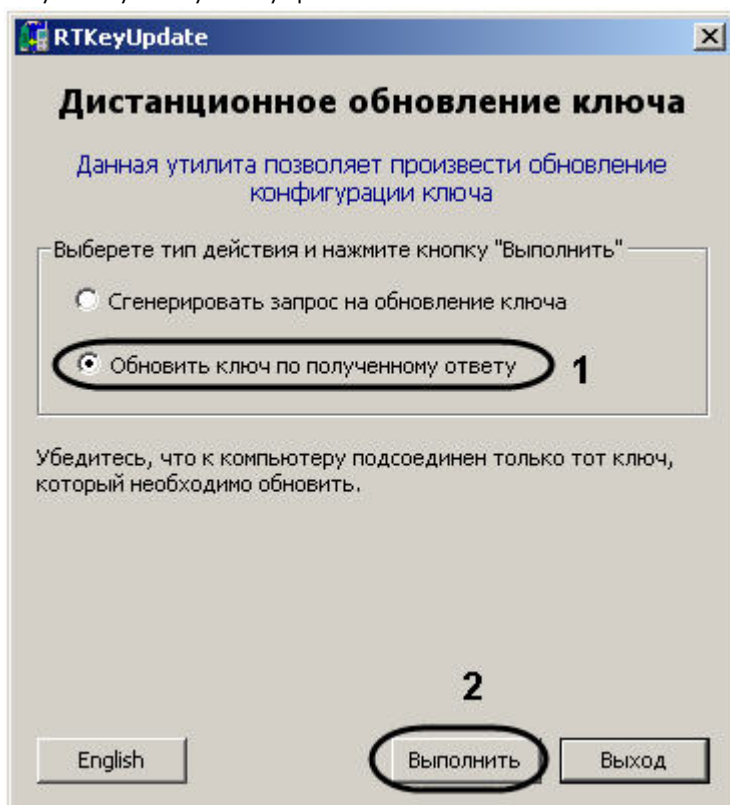 RTKeyUpdate
Дистанционное обновление ключа
Данная утилита позволяет произвести обновление
конфигурации ключа
Выберете тип действия и нажмите кнопку "Выполнить"
Сгенерировать запрос на обновление ключа
Обновить ключ по полученному ответу
1
Убедитесь, что к компьютеру подсоединен только тот ключ,
который необходимо обновить.
2
English
Выполнить
Выход